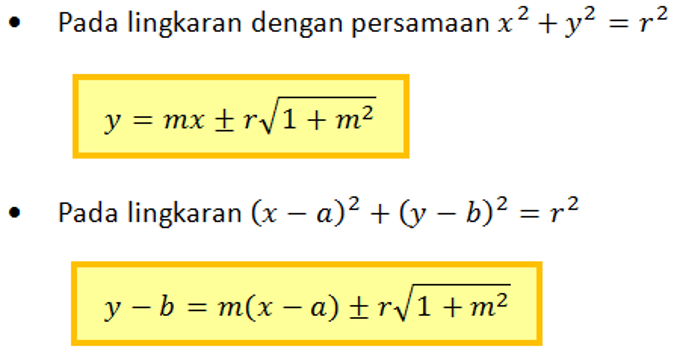 • Pada lingkaran dengan persamaan x² + y² = r²
y = mx ± r√(1 + m²)
• Pada lingkaran (x − a)² + (y − b)² = r²
y − b = m(x − a) ± r√(1 + m²)